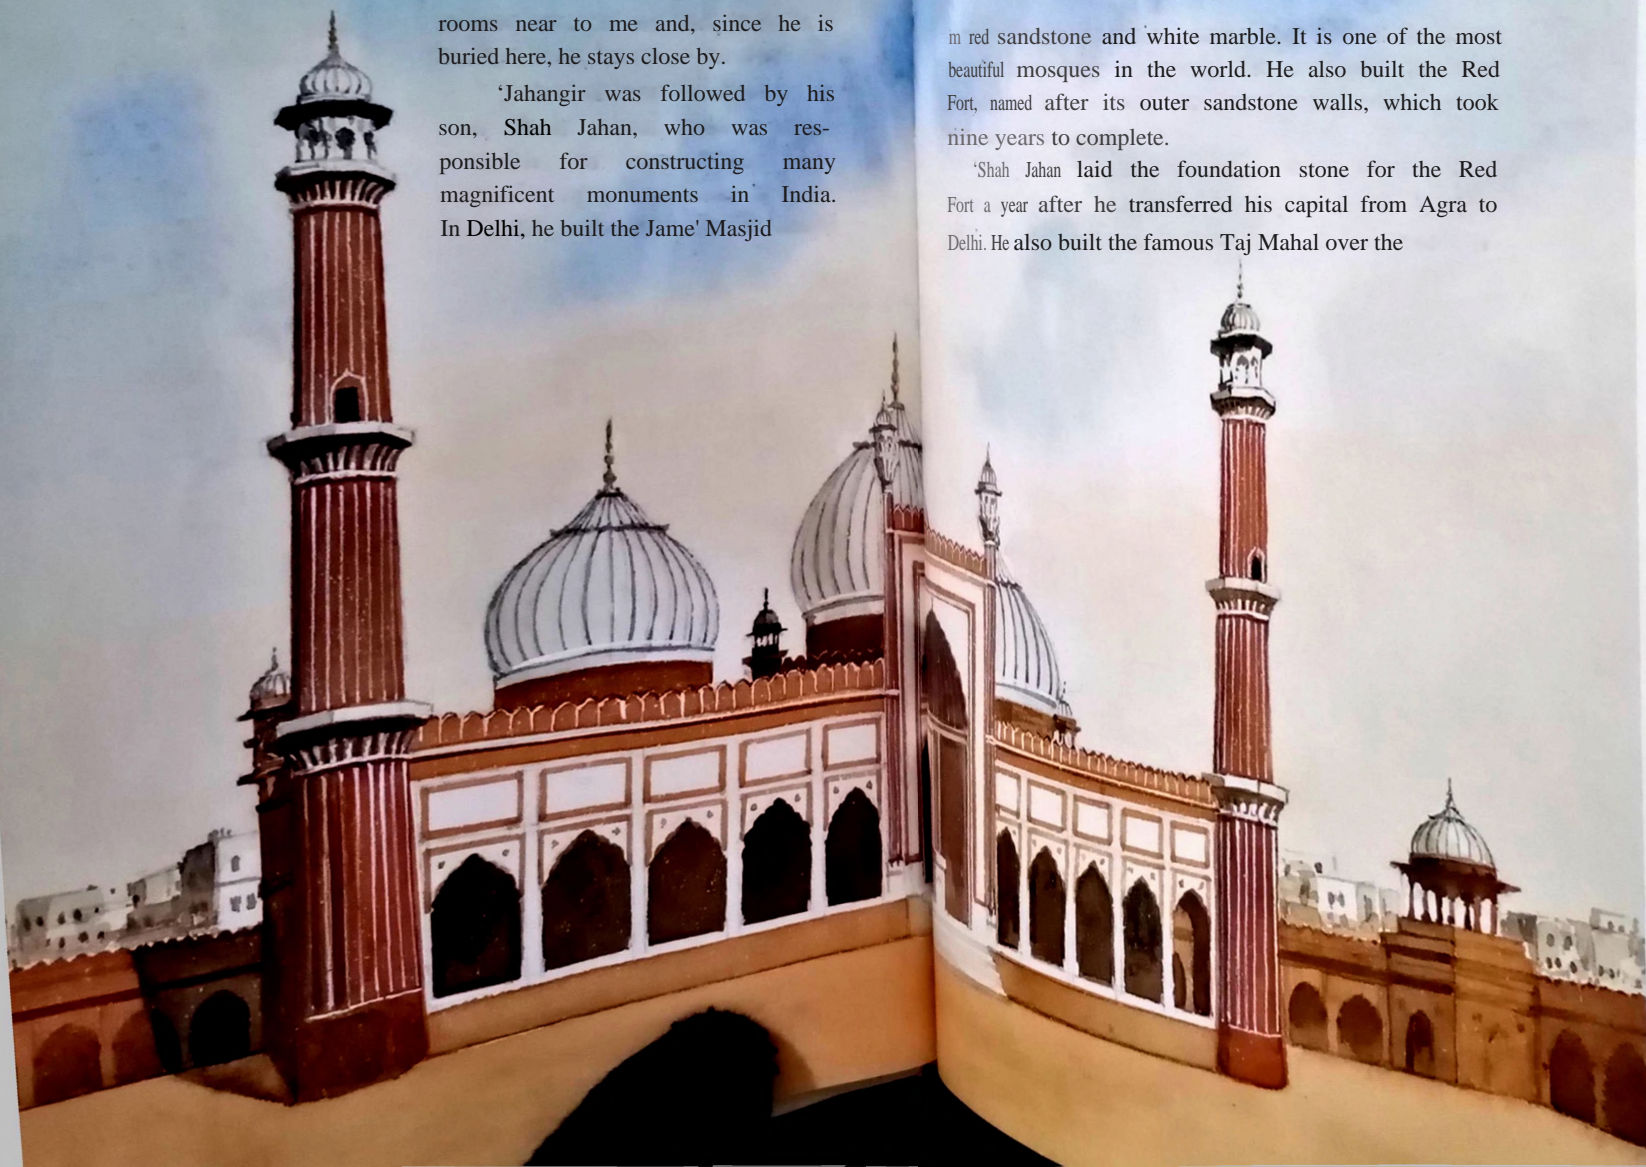 rooms near to me and, since he is
buried here, he stays close by.
‘Jahangir was followed by his
son, Shah Jahan, who was res-
ponsible for constructing many
magnificent monuments in India.
In Delhi, he built the Jame' Masjid
m red sandstone and white marble. It is one of the most
beautiful mosques in the world. He also built the Red
Fort, named after its outer sandstone walls, which took
nine years to complete.
‘Shah Jahan laid the foundation stone for the Red
Fort a year after he transferred his capital from Agra to
Delhi. He also built the famous Taj Mahal over the